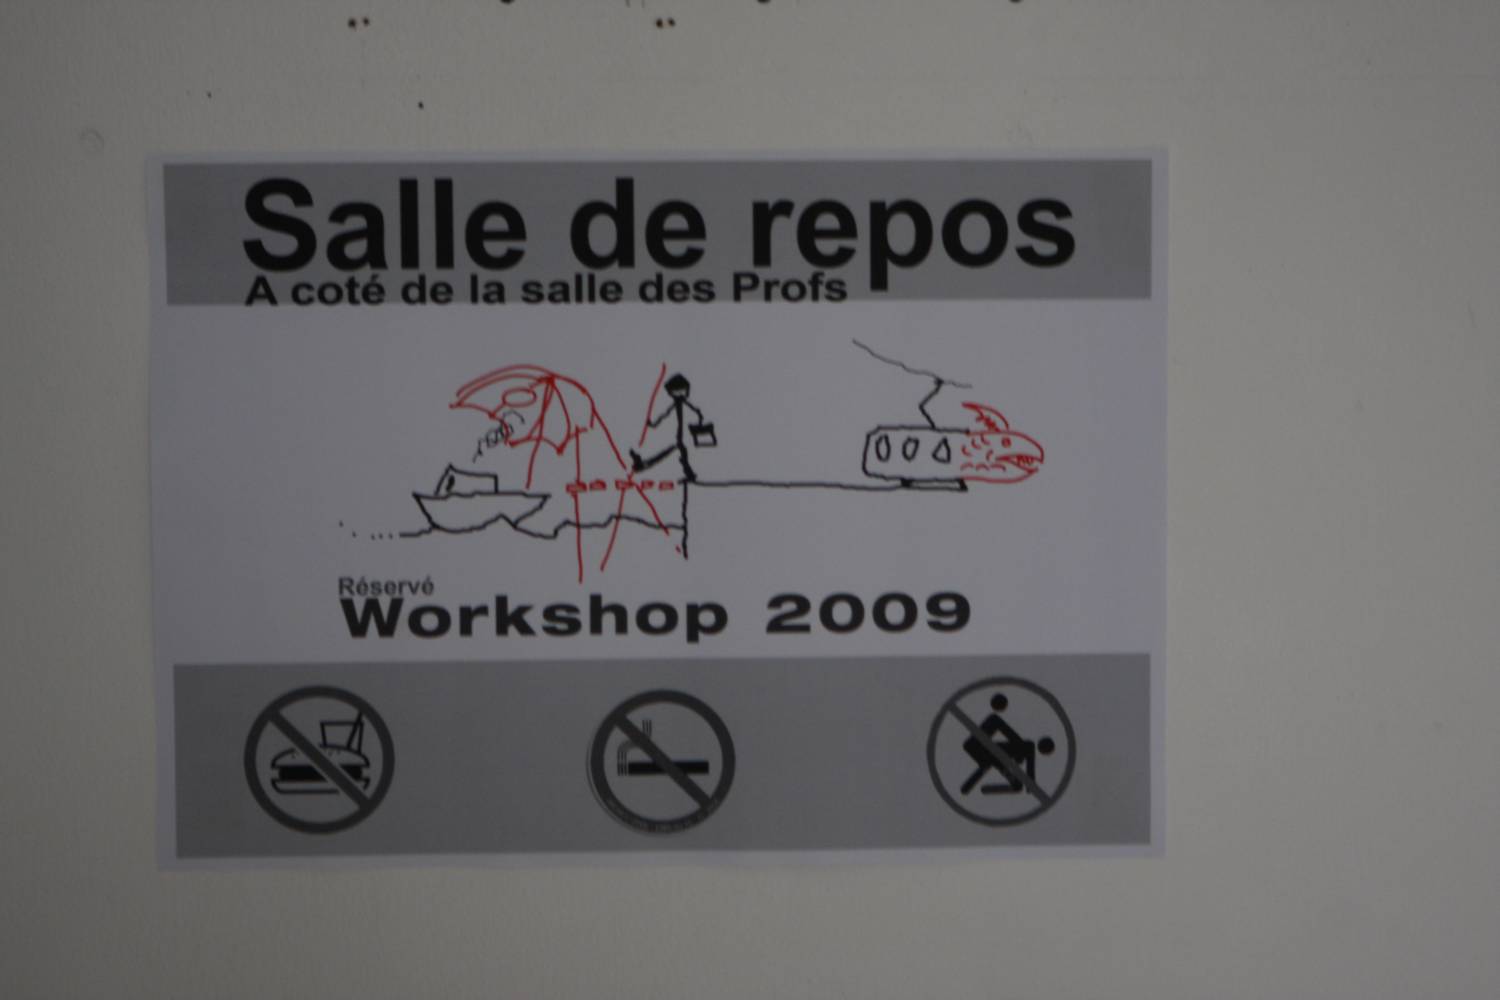 Salle de repos
A coté de la salle des Profs
Réservé
Workshop 2009